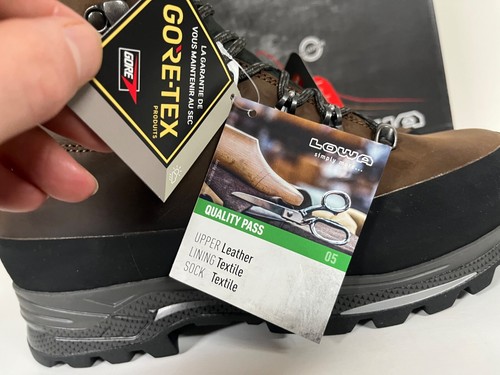 GORE-TEX
PRODUITS
LA GARANTIE DE
VOUS MAINTENIR AU SEC
GORE
LOWA
simply
QUALITY PASS
05
UPPER Leather
LINING Textile
SOCK Textile